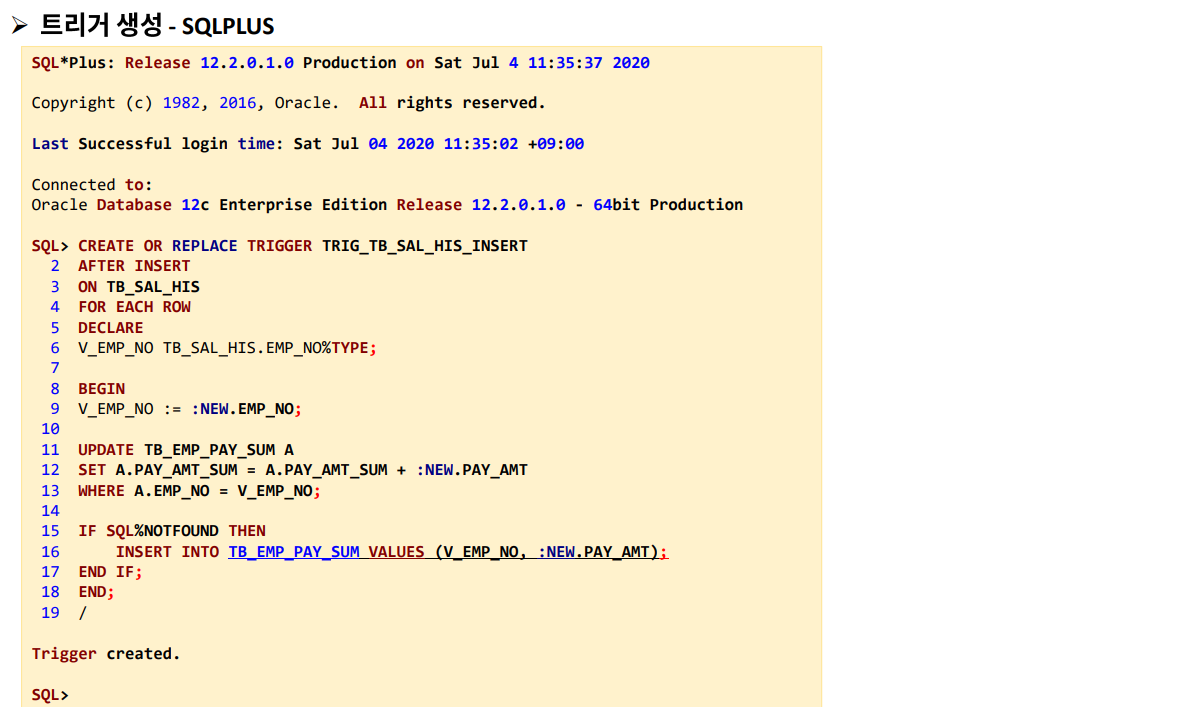 ➢ 트리거 생성 - SQLPLUS
SQL*Plus: Release 12.2.0.1.0 Production on Sat Jul 4 11:35:37 2020
Copyright (c) 1982, 2016, Oracle.  All rights reserved.
Last Successful login time: Sat Jul 04 2020 11:35:02 +09:00
Connected to:
Oracle Database 12c Enterprise Edition Release 12.2.0.1.0 - 64bit Production
SQL> CREATE OR REPLACE TRIGGER TRIG_TB_SAL_HIS_INSERT
2  AFTER INSERT
3  ON TB_SAL_HIS
4  FOR EACH ROW
5  DECLARE
6  V_EMP_NO TB_SAL_HIS.EMP_NO%TYPE;
7
8  BEGIN
9  V_EMP_NO := :NEW.EMP_NO;
10
11  UPDATE TB_EMP_PAY_SUM A
12  SET A.PAY_AMT_SUM = A.PAY_AMT_SUM + :NEW.PAY_AMT
13  WHERE A.EMP_NO = V_EMP_NO;
14
15  IF SQL%NOTFOUND THEN
16      INSERT INTO TB_EMP_PAY_SUM VALUES (V_EMP_NO, :NEW.PAY_AMT);
17  END IF;
18  END;
19  /
Trigger created.
SQL>